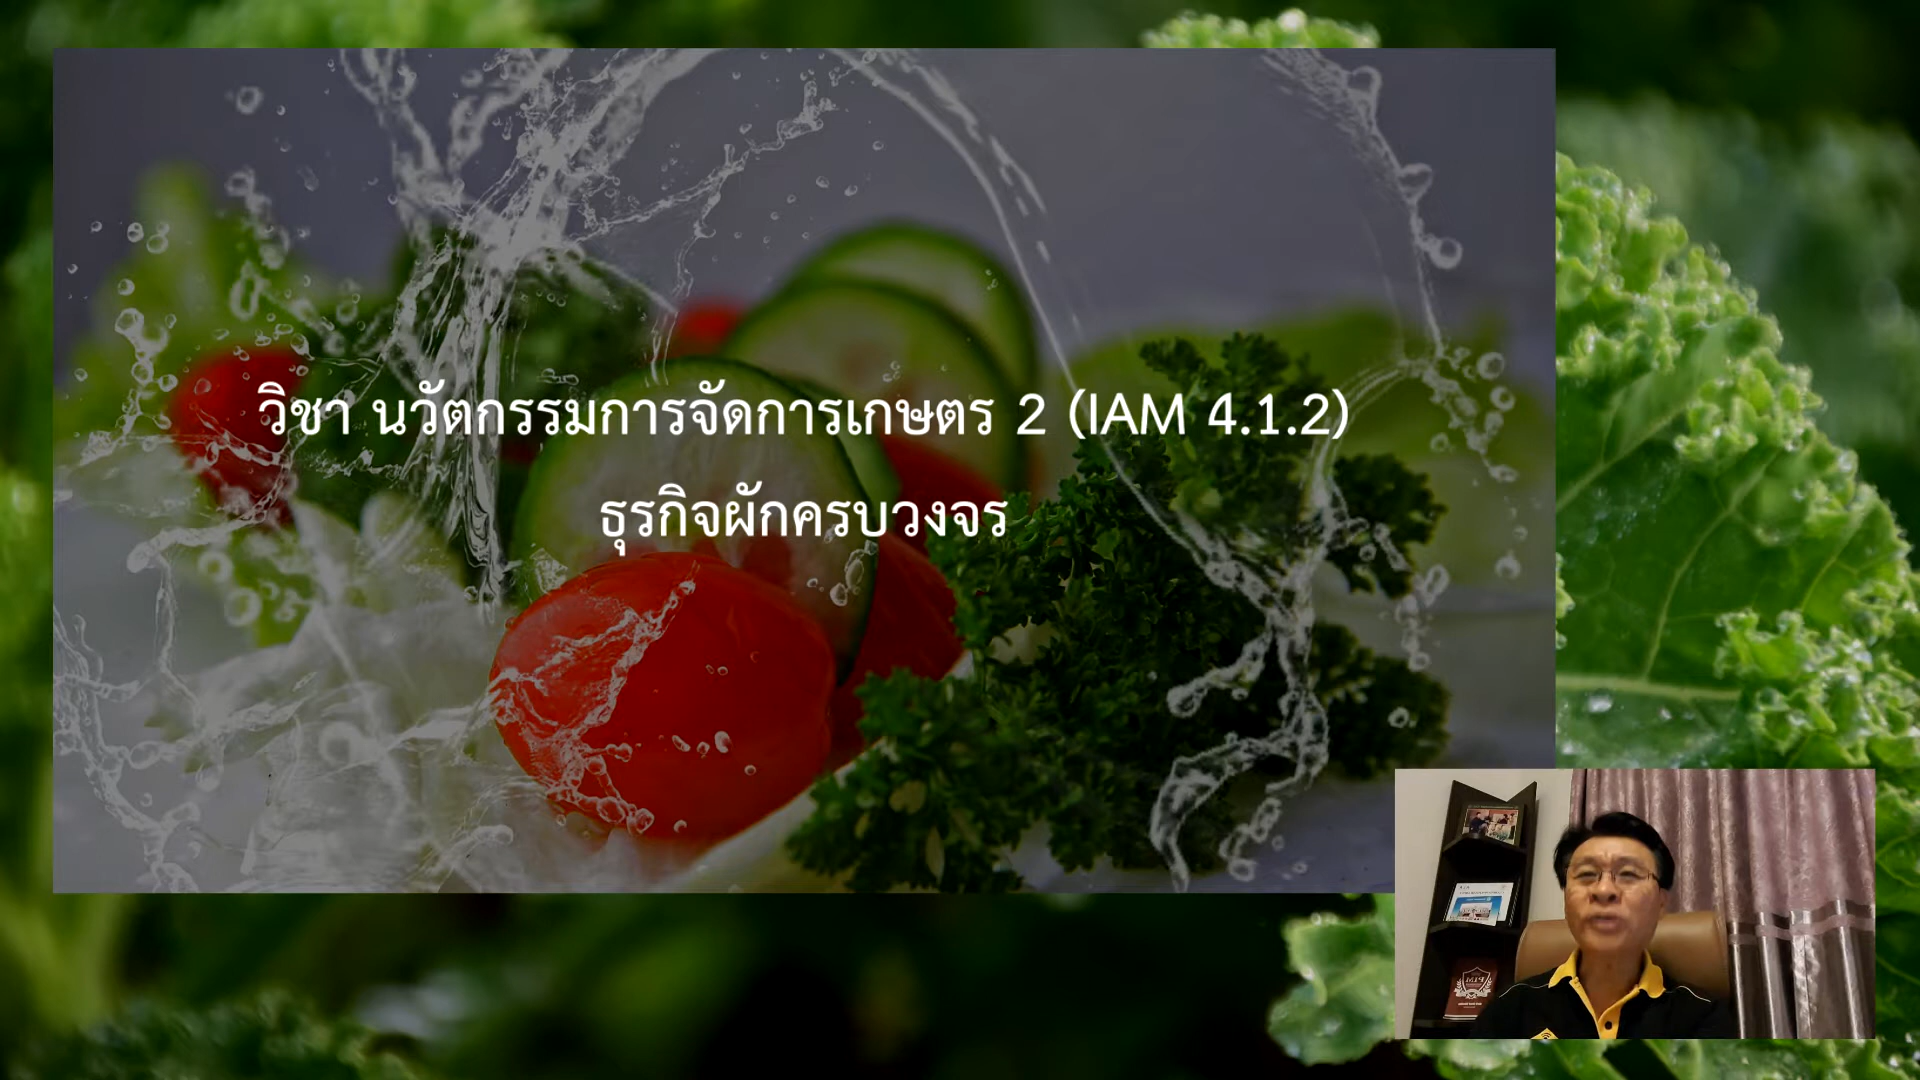 วิชา นวัตกรรมการจัดการเกษตร 2 (IAM 4.1.2)
ธุรกิจผักครบวงจร